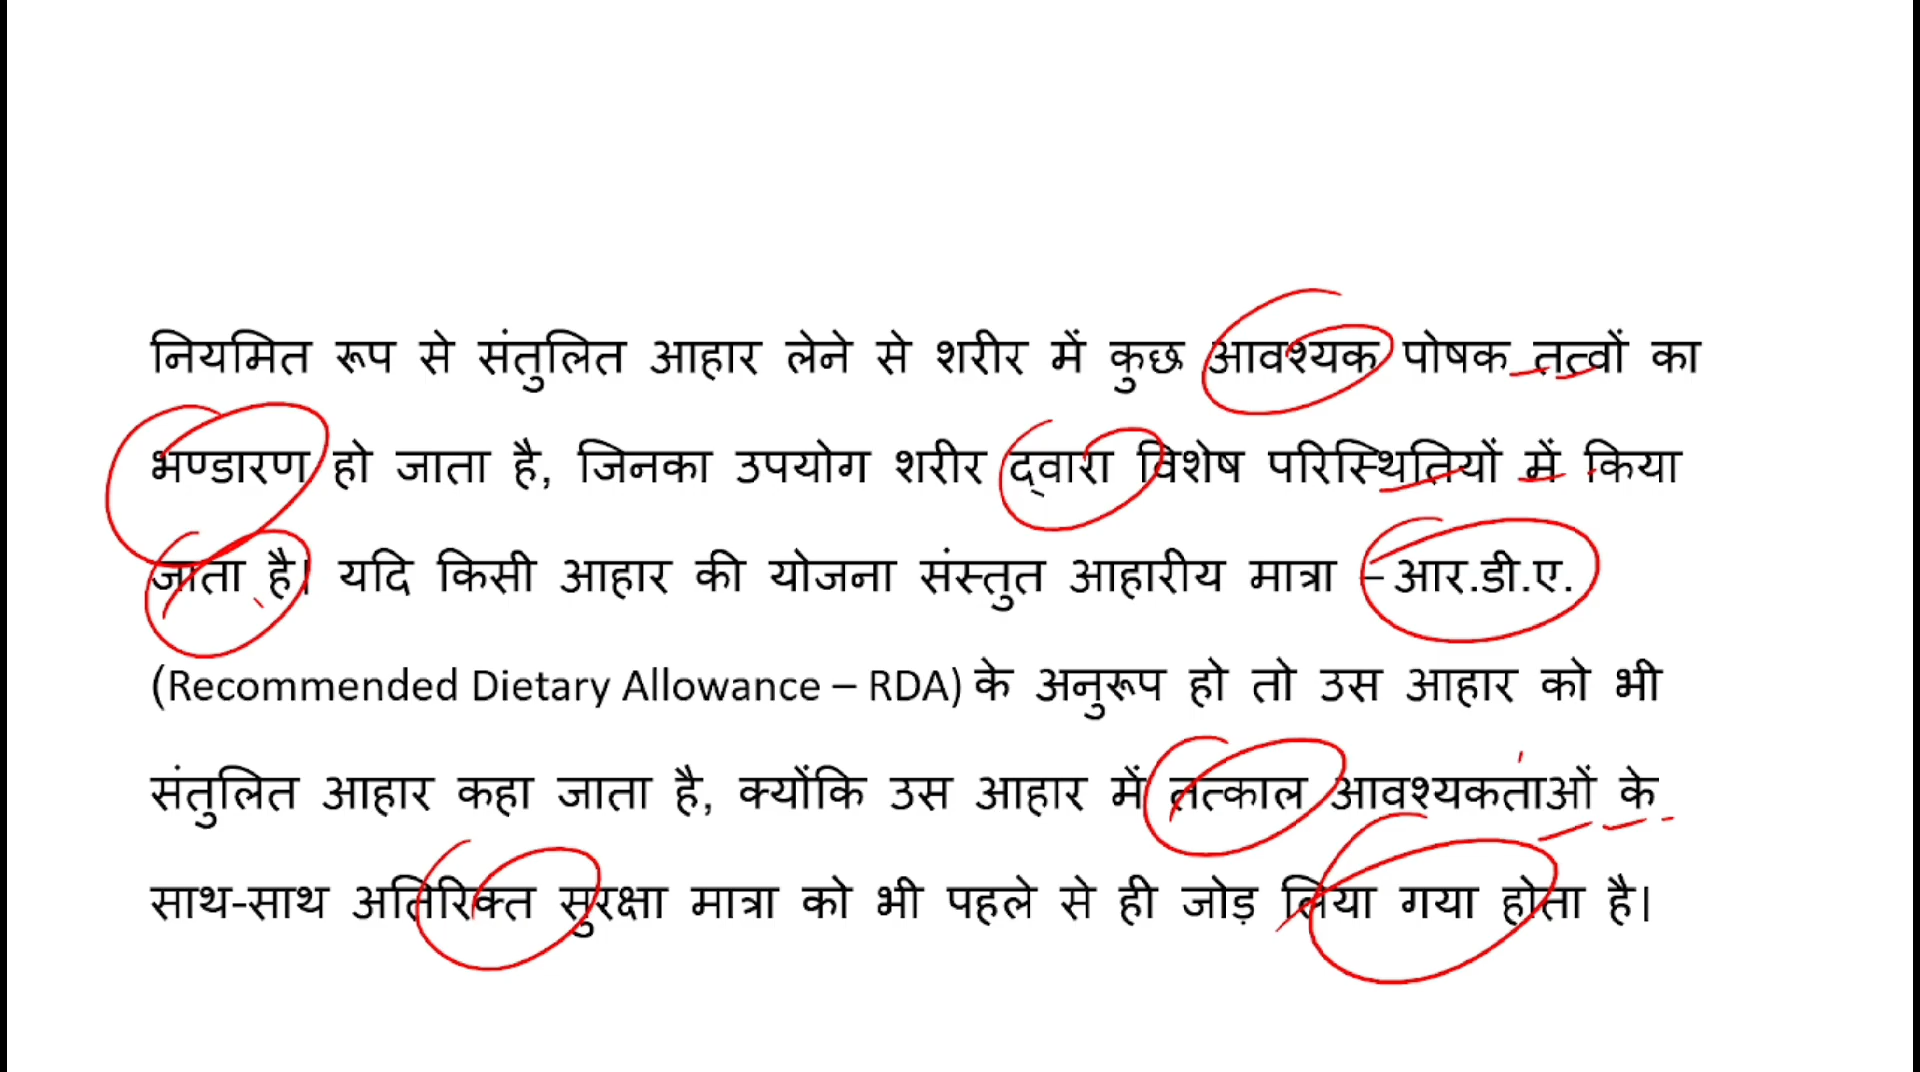 नियमित रूप से संतुलित आहार लेने से शरीर में कुछ आवश्यक पोषक तत्वों का
भण्डारण हो जाता है, जिनका उपयोग शरीर द्वारा विशेष परिस्थितियों में किया
जाता है। यदि किसी आहार की योजना संस्तुत आहारीय मात्रा – आर.डी.ए.
(Recommended Dietary Allowance – RDA) के अनुरूप हो तो उस आहार को भी
संतुलित आहार कहा जाता है, क्योंकि उस आहार में तत्काल आवश्यकताओं के
साथ-साथ अतिरिक्त सुरक्षा मात्रा को भी पहले से ही जोड़ लिया गया होता है।